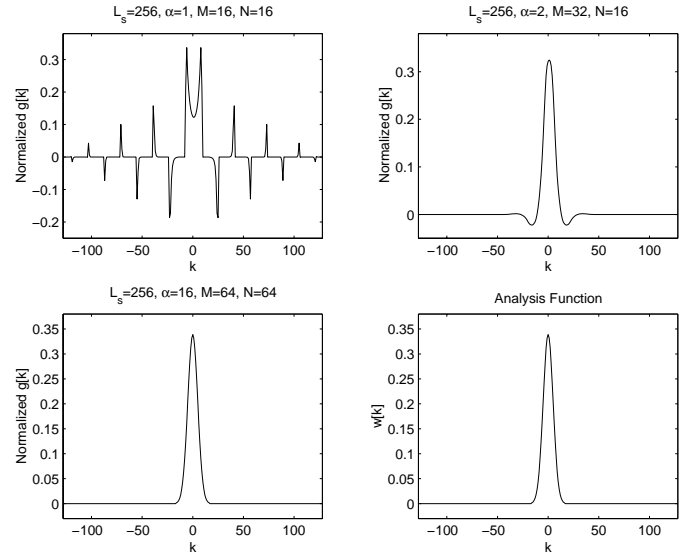 Lₛ=256, α=1, M=16, N=16
Normalized g[k]
0.3
0.2
0.1
0
−0.1
−0.2
−100 −50 0 50 100
k
Lₛ=256, α=2, M=32, N=16
Normalized g[k]
0.3
0.2
0.1
0
−100 −50 0 50 100
k
Lₛ=256, α=16, M=64, N=64
Normalized g[k]
0.35
0.3
0.25
0.2
0.15
0.1
0.05
0
−100 −50 0 50 100
k
Analysis Function
w[k]
0.35
0.3
0.25
0.2
0.15
0.1
0.05
0
−100 −50 0 50 100
k